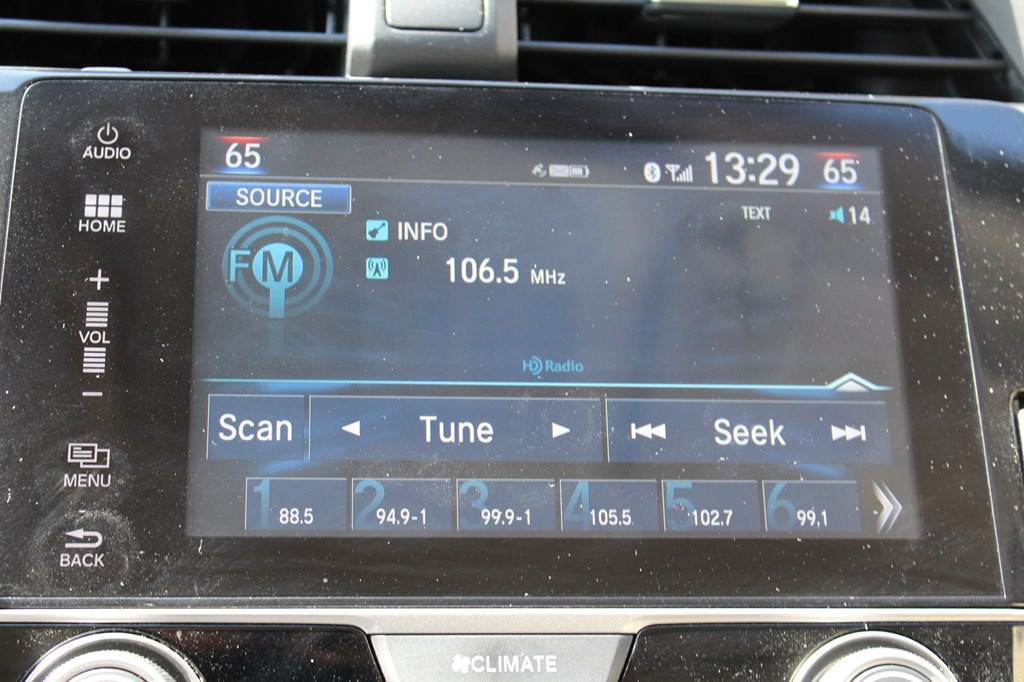 AUDIO
65
13:29
65
HOME
SOURCE
TEXT
14
FM
INFO
106.5 MHz
+
VOL
−
HD Radio
Scan
Tune
Seek
MENU
1 88.5
2 94.9-1
3 99.9-1
4 105.5
5 102.7
6 99.1
BACK
CLIMATE